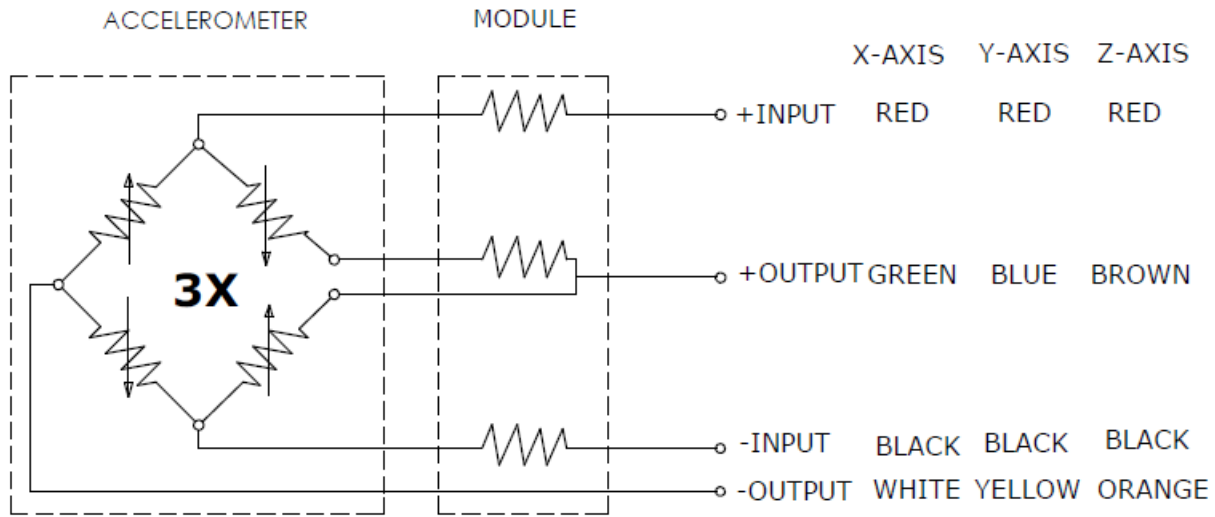 ACCELEROMETER MODULE
X-AXIS Y-AXIS Z-AXIS
+INPUT RED RED RED
3X
+OUTPUT GREEN BLUE BROWN
-INPUT BLACK BLACK BLACK
-OUTPUT WHITE YELLOW ORANGE